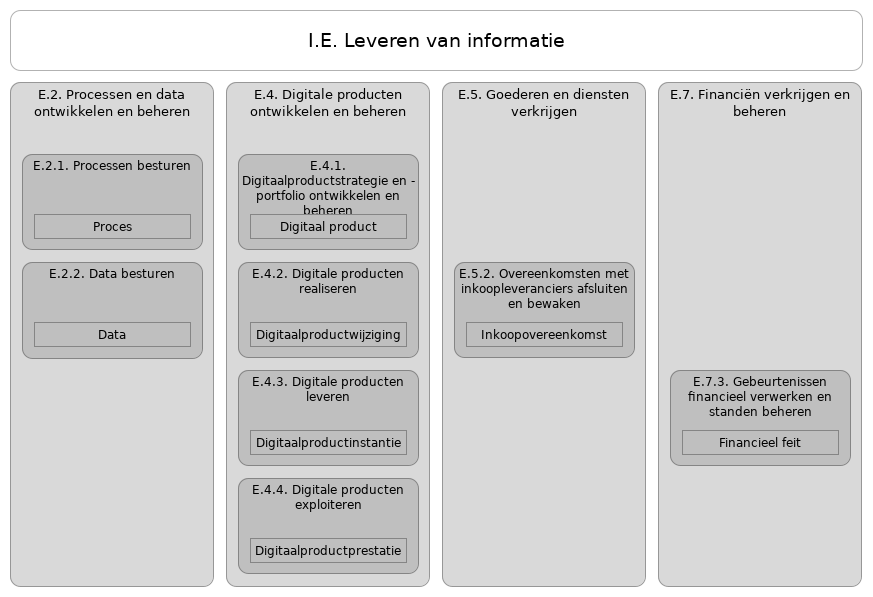 I.E. Leveren van informatie
E.2. Processen en data
ontwikkelen en beheren
E.2.1. Processen besturen
Proces
E.2.2. Data besturen
Data
E.4. Digitale producten
ontwikkelen en beheren
E.4.1.
Digitaalproductstrategie en -
portfolio ontwikkelen en
beheren
Digitaal product
E.4.2. Digitale producten
realiseren
Digitaalproductwijziging
E.4.3. Digitale producten
leveren
Digitaalproductinstantie
E.4.4. Digitale producten
exploiteren
Digitaalproductprestatie
E.5. Goederen en diensten
verkrijgen
E.5.2. Overeenkomsten met
inkoopleveranciers afsluiten
en bewaken
Inkoopovereenkomst
E.7. Financiën verkrijgen en
beheren
E.7.3. Gebeurtenissen
financieel verwerken en
standen beheren
Financieel feit